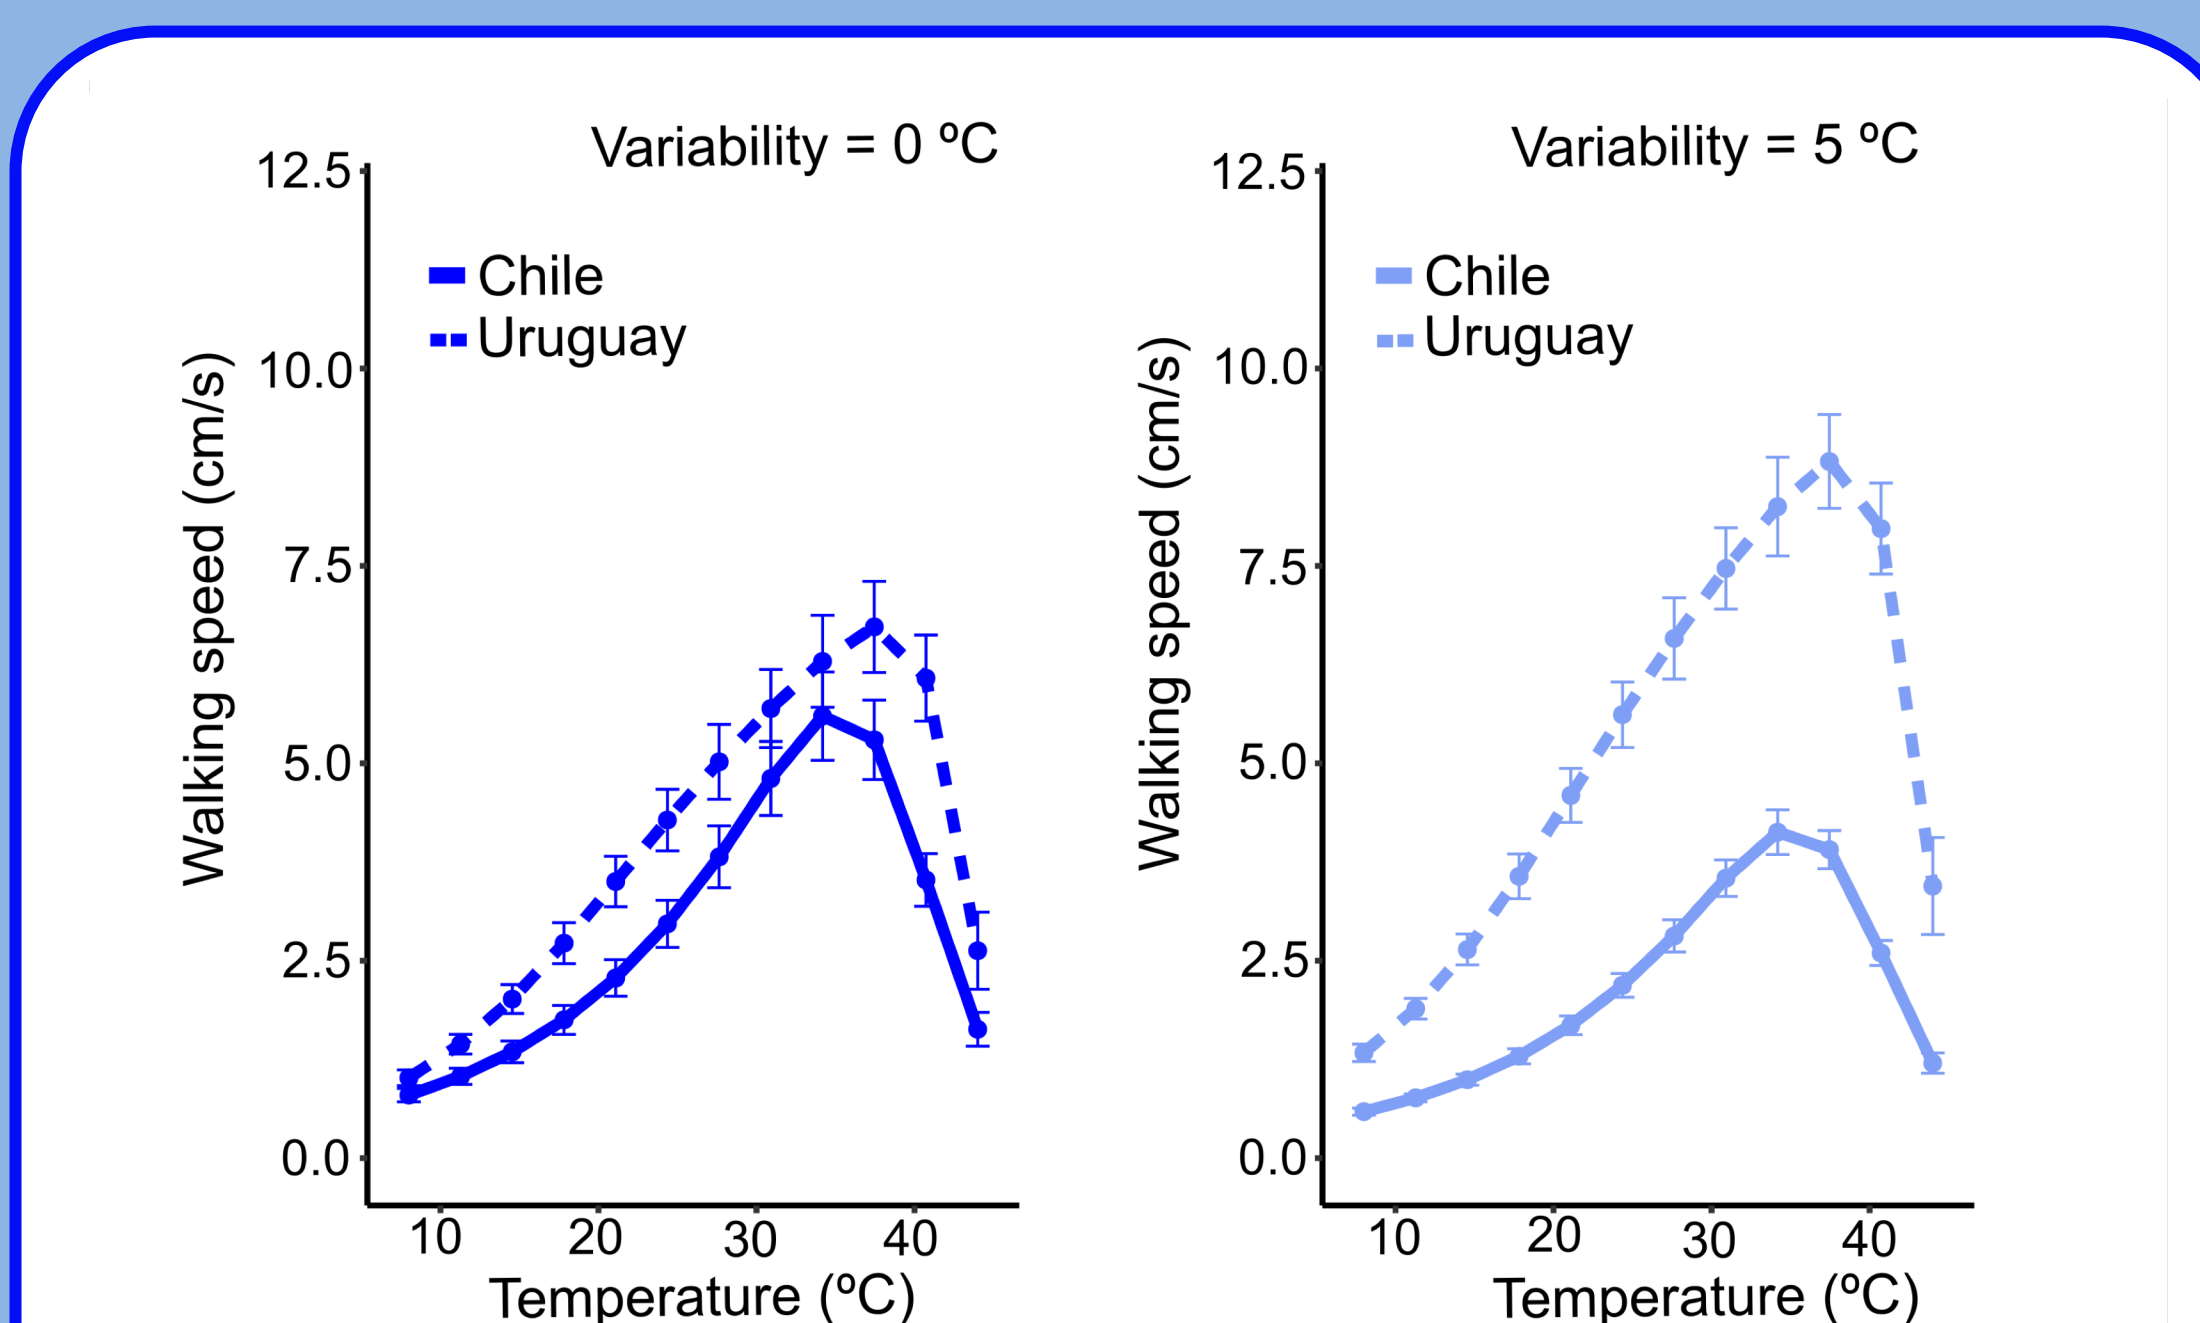 Variability = 0 ºC
12.5
10.0
7.5
5.0
2.5
0.0
Chile
Uruguay
Walking speed (cm/s)
10 20 30 40
Temperature (ºC)
Variability = 5 ºC
12.5
10.0
7.5
5.0
2.5
0.0
Chile
Uruguay
Walking speed (cm/s)
10 20 30 40
Temperature (ºC)